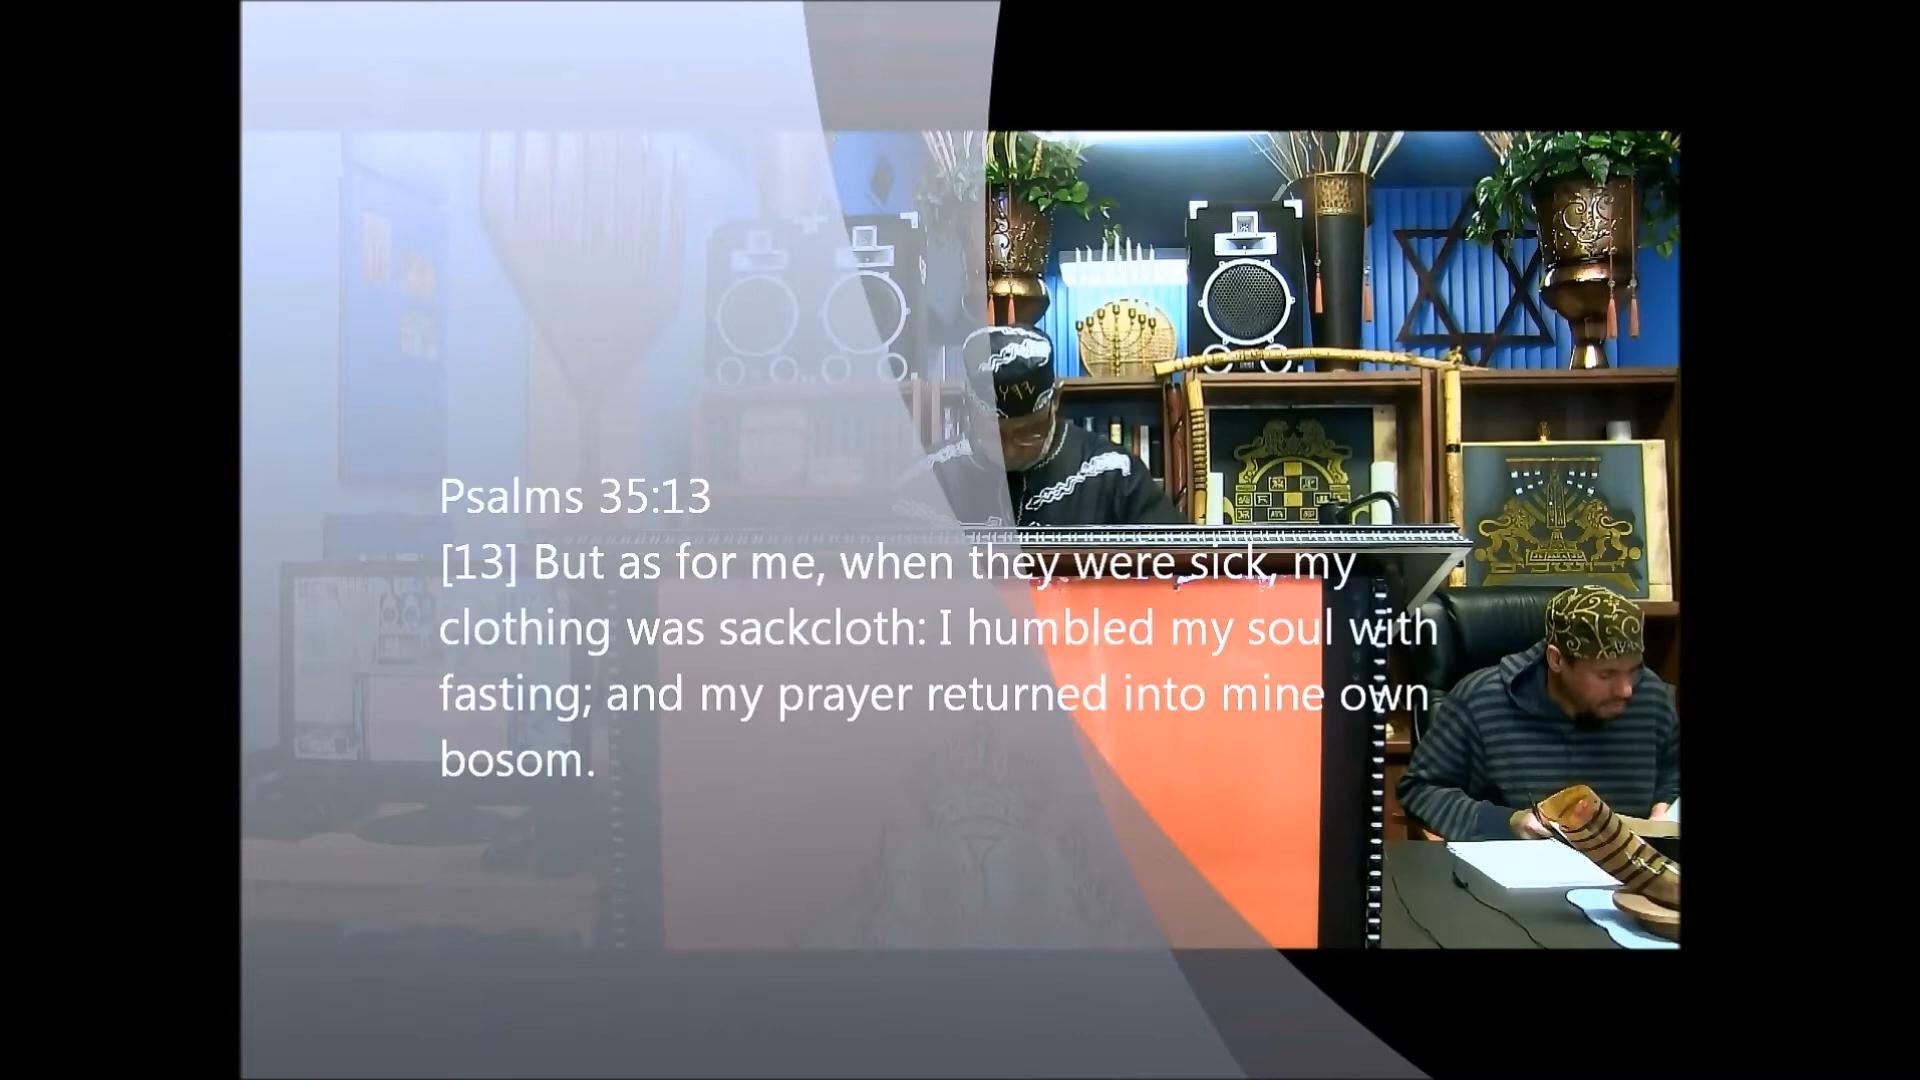 Psalms 35:13
[13] But as for me, when they were sick, my
clothing was sackcloth: I humbled my soul with
fasting; and my prayer returned into mine own
bosom.